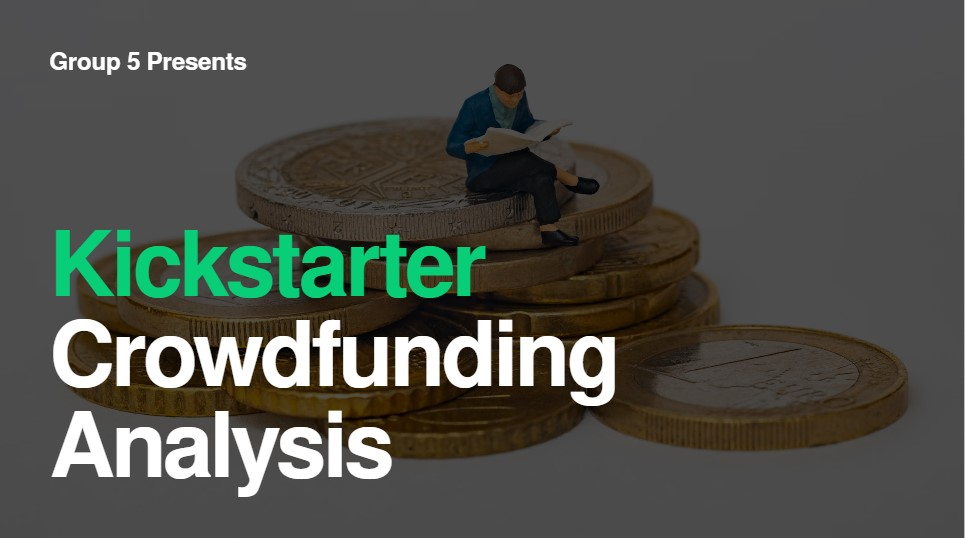 Group 5 Presents
Kickstarter
Crowdfunding
Analysis